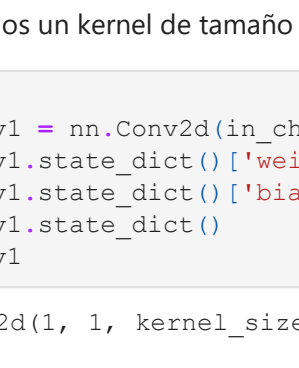 os un kernel de tamaño
v1 = nn.Conv2d(in_ch
v1.state_dict()['wei
v1.state_dict()['bia
v1.state_dict()
v1
2d(1, 1, kernel_size